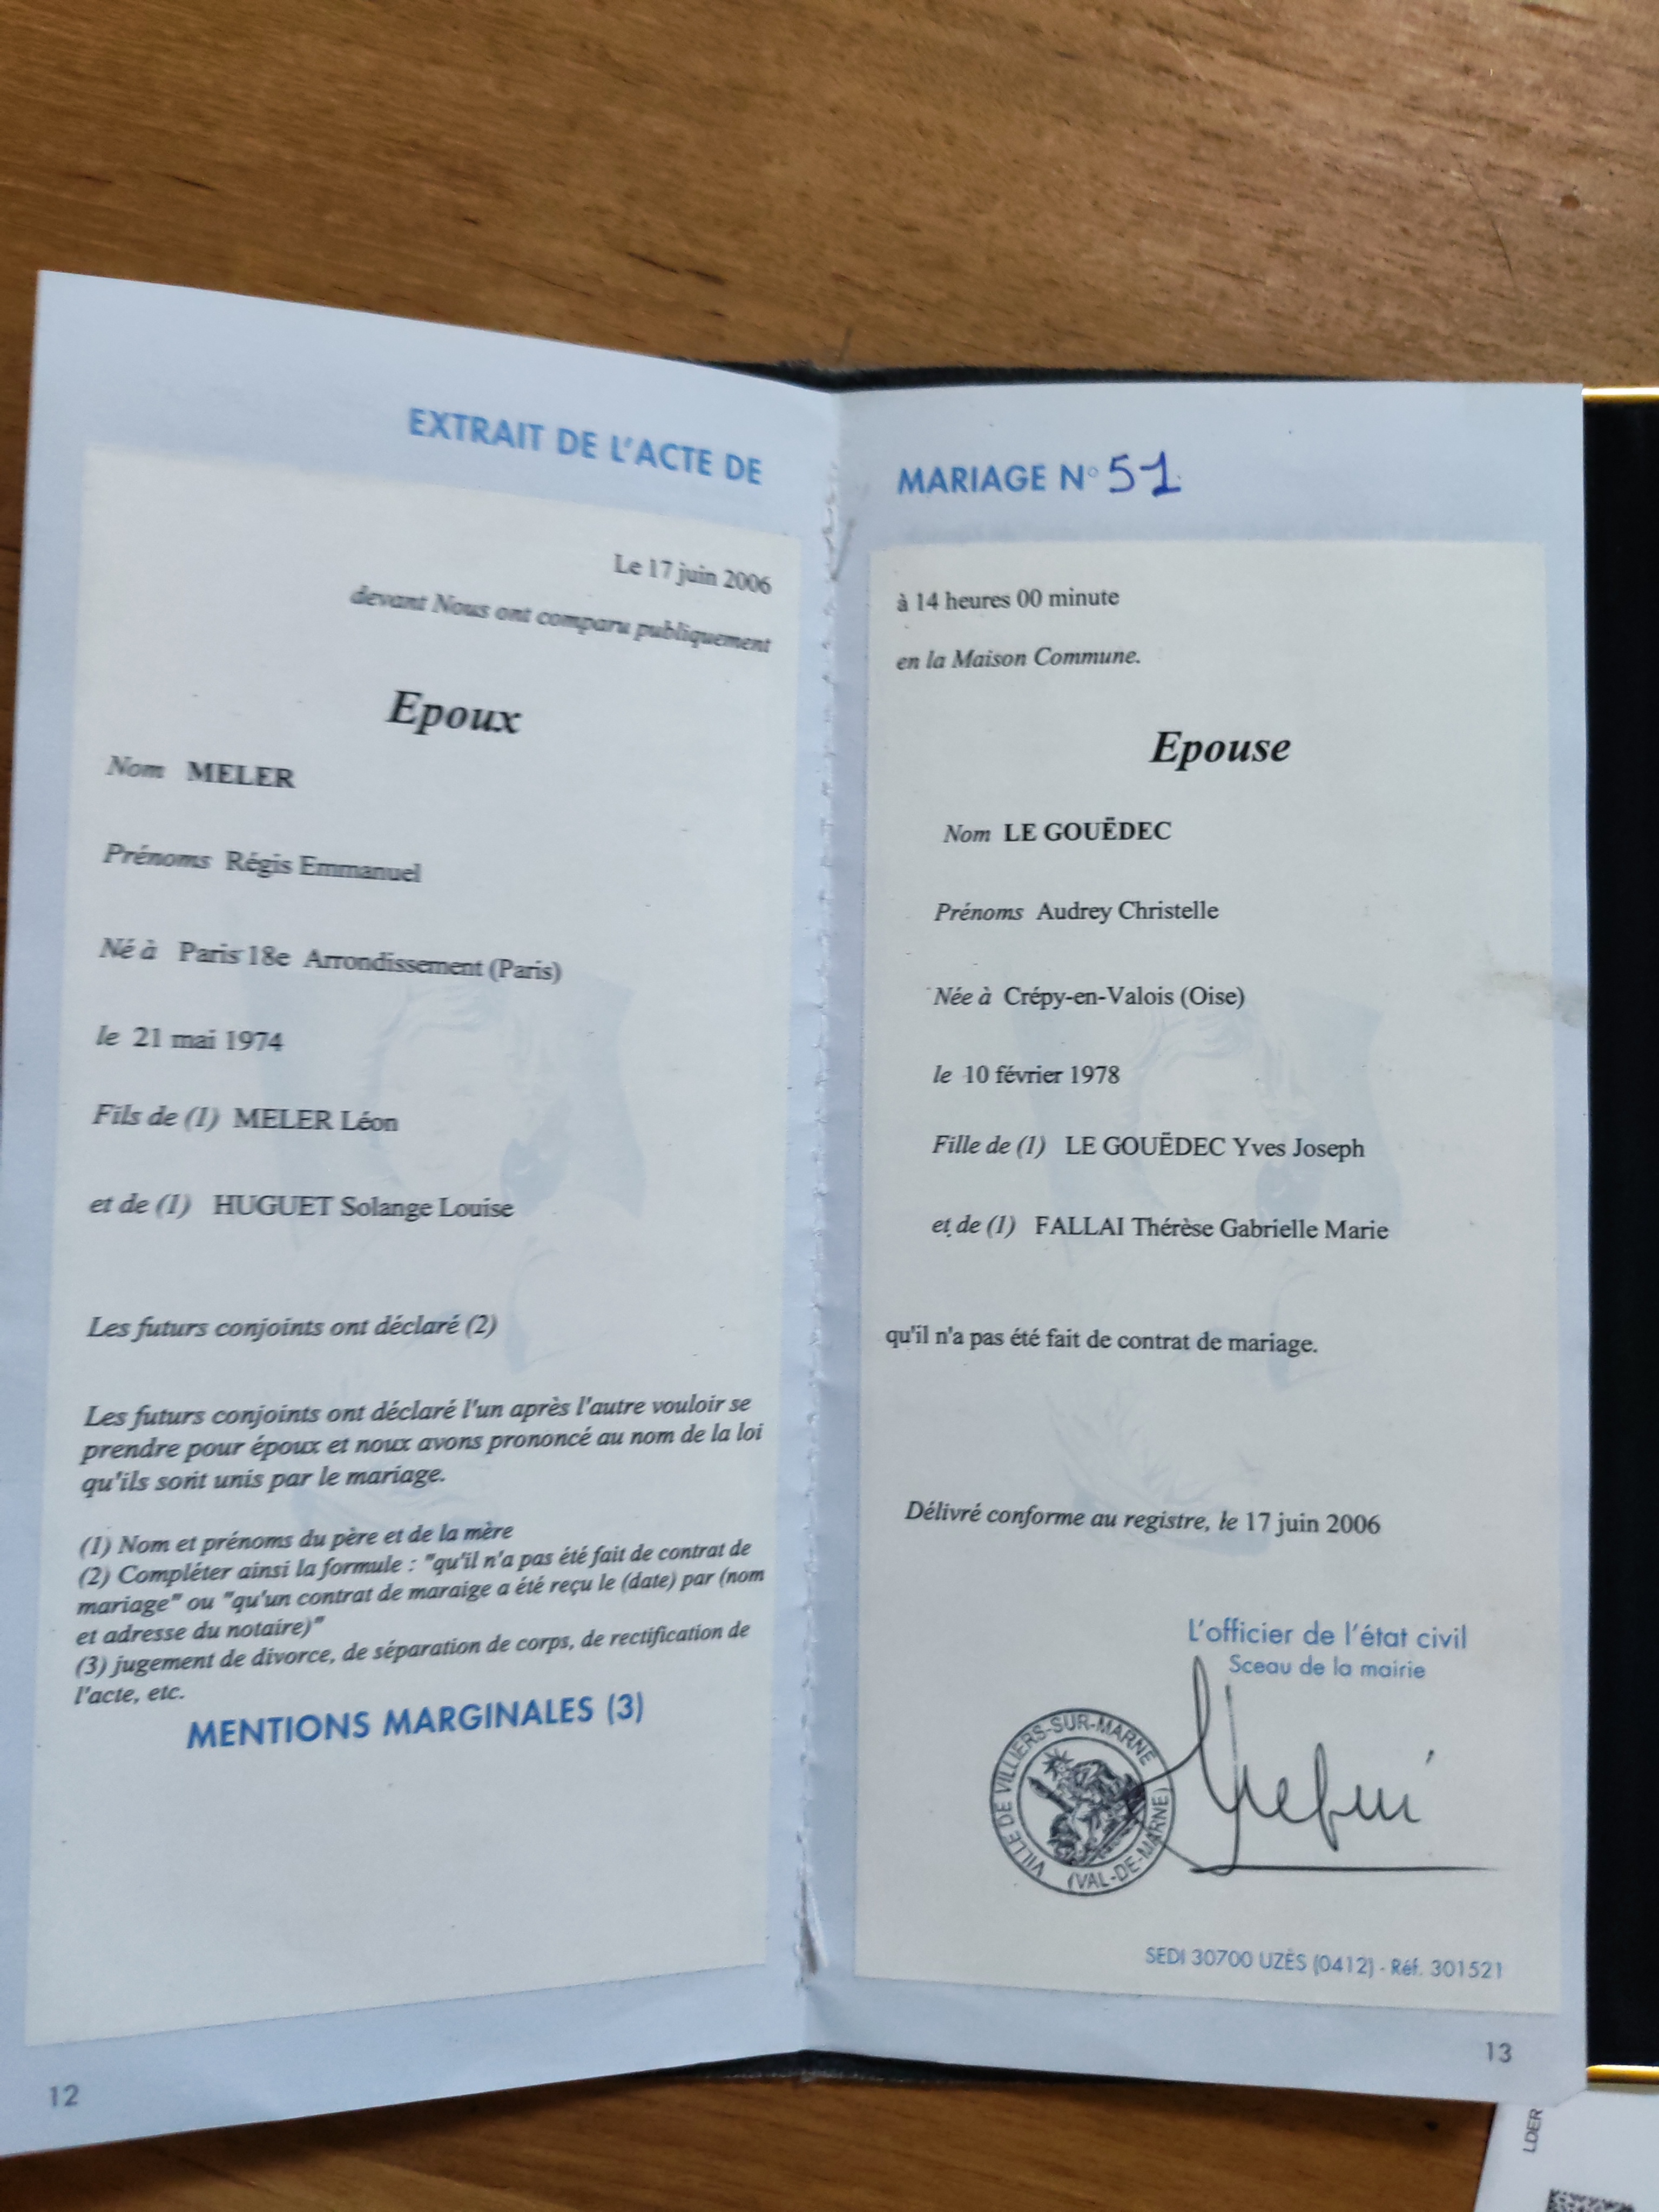 EXTRAIT DE L'ACTE DE
Le 17 juin 2006
devant Nous ont comparu publiquement
Epoux
Nom MELER
Prénoms Régis Emmanuel
Né à Paris 18e Arrondissement (Paris)
le 21 mai 1974
Fils de (1) MELER Léon
et de (1) HUGUET Solange Louise
Les futurs conjoints ont déclaré (2)
Les futurs conjoints ont déclaré l'un après l'autre vouloir se
prendre pour époux et noux avons prononcé au nom de la loi
qu'ils sont unis par le mariage.
(1) Nom et prénoms du père et de la mère
(2) Compléter ainsi la formule : "qu'il n'a pas été fait de contrat de
mariage" ou "qu'un contrat de maraige a été reçu le (date) par (nom
et adresse du notaire)"
(3) jugement de divorce, de séparation de corps, de rectification de
l'acte, etc.
MENTIONS MARGINALES (3)
12
MARIAGE N° 51
à 14 heures 00 minute
en la Maison Commune.
Epouse
Nom LE GOUËDEC
Prénoms Audrey Christelle
Née à Crépy-en-Valois (Oise)
le 10 février 1978
Fille de (1) LE GOUËDEC Yves Joseph
et de (1) FALLAI Thérèse Gabrielle Marie
qu'il n'a pas été fait de contrat de mariage.
Délivré conforme au registre, le 17 juin 2006
L'officier de l'état civil
Sceau de la mairie
VILLE DE VILLIERS-SUR-MARNE
(VAL-DE-MARNE)
SEDI 30700 UZÈS (0412) - Réf. 301521
13
LDER